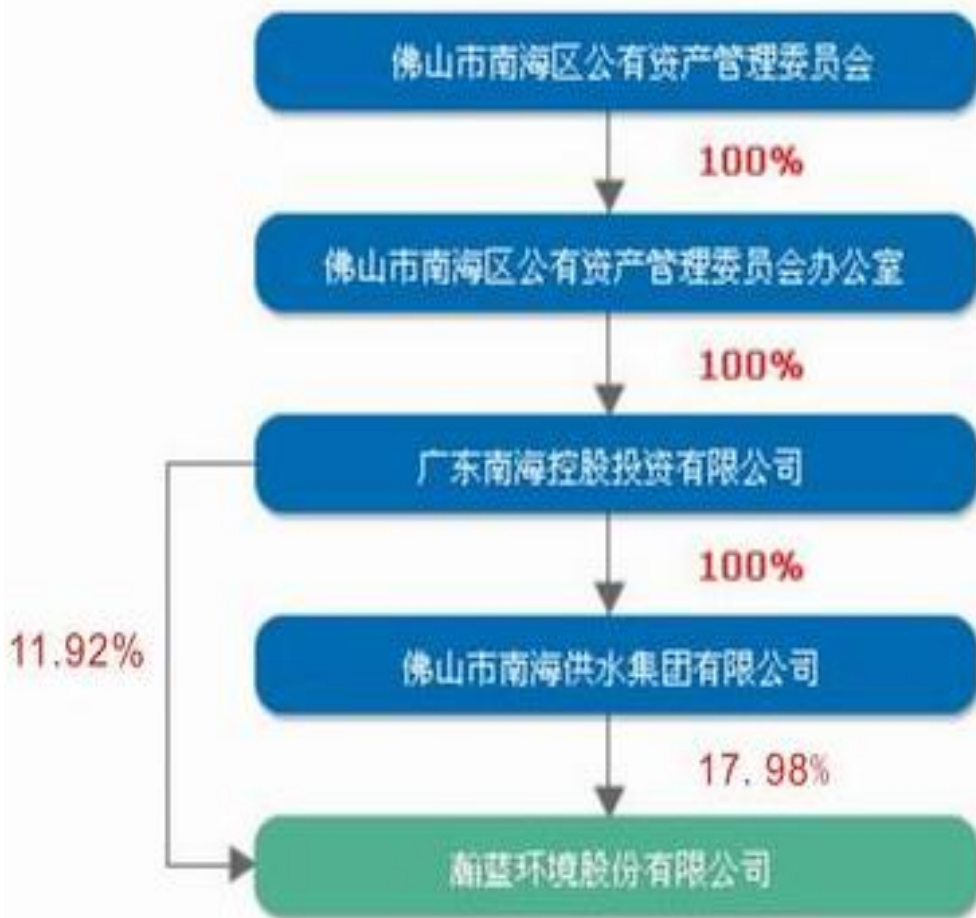 佛山市南海区公有资产管理委员会
100%
佛山市南海区公有资产管理委员会办公室
100%
广东南海控股投资有限公司
100%
11.92%
佛山市南海供水集团有限公司
17.98%
瀚蓝环境股份有限公司